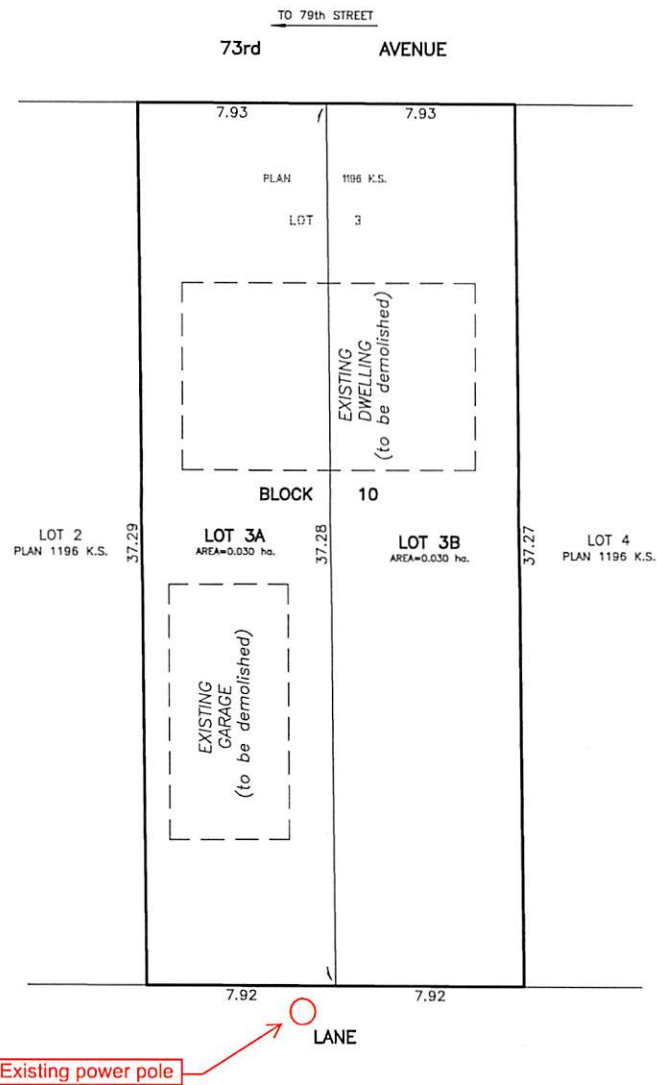 TO 79th STREET
73rd AVENUE
7.93 7.93
PLAN 1196 K.S.
LOT 3
EXISTING
DWELLING
(to be demolished)
BLOCK 10
LOT 2
PLAN 1196 K.S.
37.29
LOT 3A
AREA=0.030 ha.
37.28
LOT 3B
AREA=0.030 ha.
37.27
LOT 4
PLAN 1196 K.S.
EXISTING
GARAGE
(to be demolished)
7.92 7.92
LANE
Existing power pole